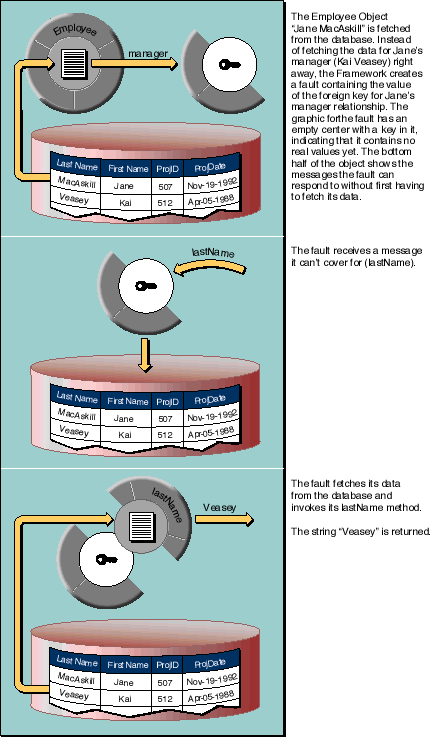 Employee
manager
Last Name First Name ProjID ProjDate
MacAskill Jane 507 Nov-19-1992
Veasey Kai 512 Apr-05-1988
The Employee Object
“Jane MacAskill” is fetched
from the database. Instead
of fetching the data for Jane’s
manager (Kai Veasey) right
away, the Framework creates
a fault containing the value
of the foreign key for Jane’s
manager relationship. The
graphic forthe fault has an
empty center with a key in it,
indicating that it contains no
real values yet. The bottom
half of the object shows the
messages the fault can
respond to without first having
to fetch its data.
lastName
Last Name First Name ProjID ProjDate
MacAskill Jane 507 Nov-19-1992
Veasey Kai 512 Apr-05-1988
The fault receives a message
it can’t cover for (lastName).
lastName
Veasey
Last Name First Name ProjID ProjDate
MacAskill Jane 507 Nov-19-1992
Veasey Kai 512 Apr-05-1988
The fault fetches its data
from the database and
invokes its lastName method.
The string “Veasey” is returned.